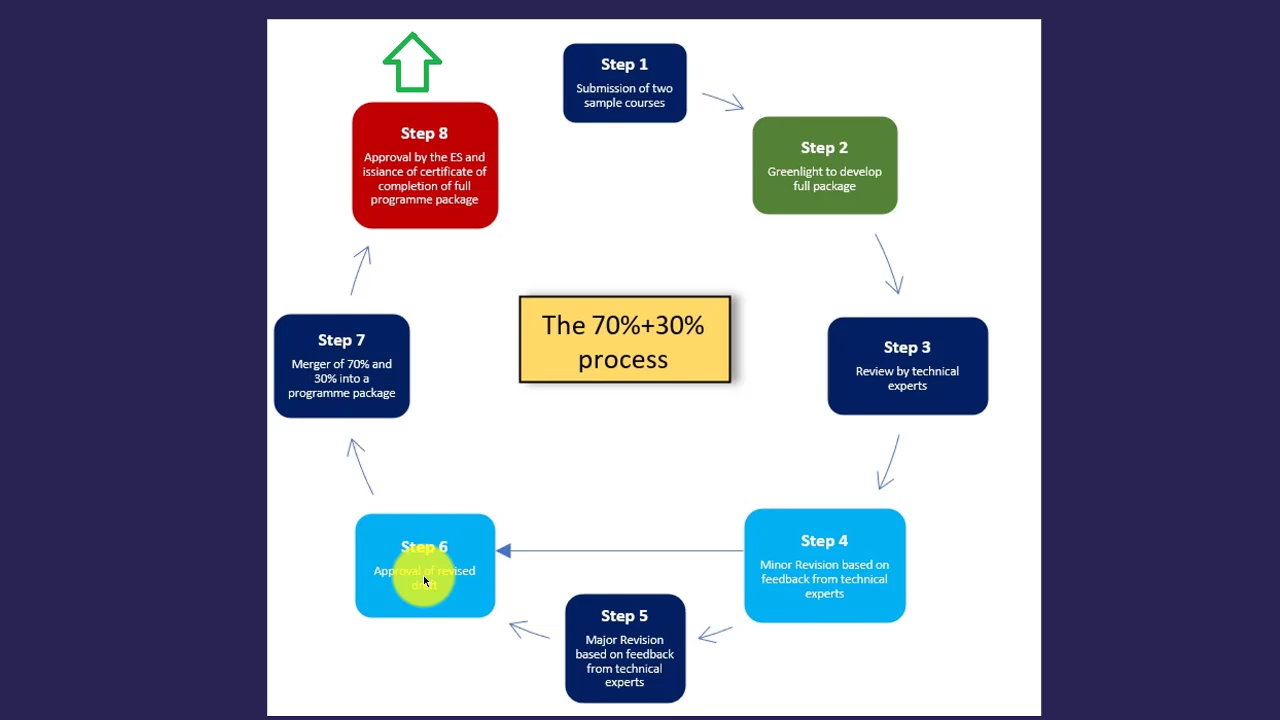 Step 1
Submission of two
sample courses
Step 2
Greenlight to develop
full package
Step 3
Review by technical
experts
Step 4
Minor Revision based on
feedback from technical
experts
Step 5
Major Revision
based on feedback
from technical
experts
Step 6
Approval of revised
draft
Step 7
Merger of 70% and
30% into a
programme package
Step 8
Approval by the ES and
issiance of certificate of
completion of full
programme package
The 70%+30%
process